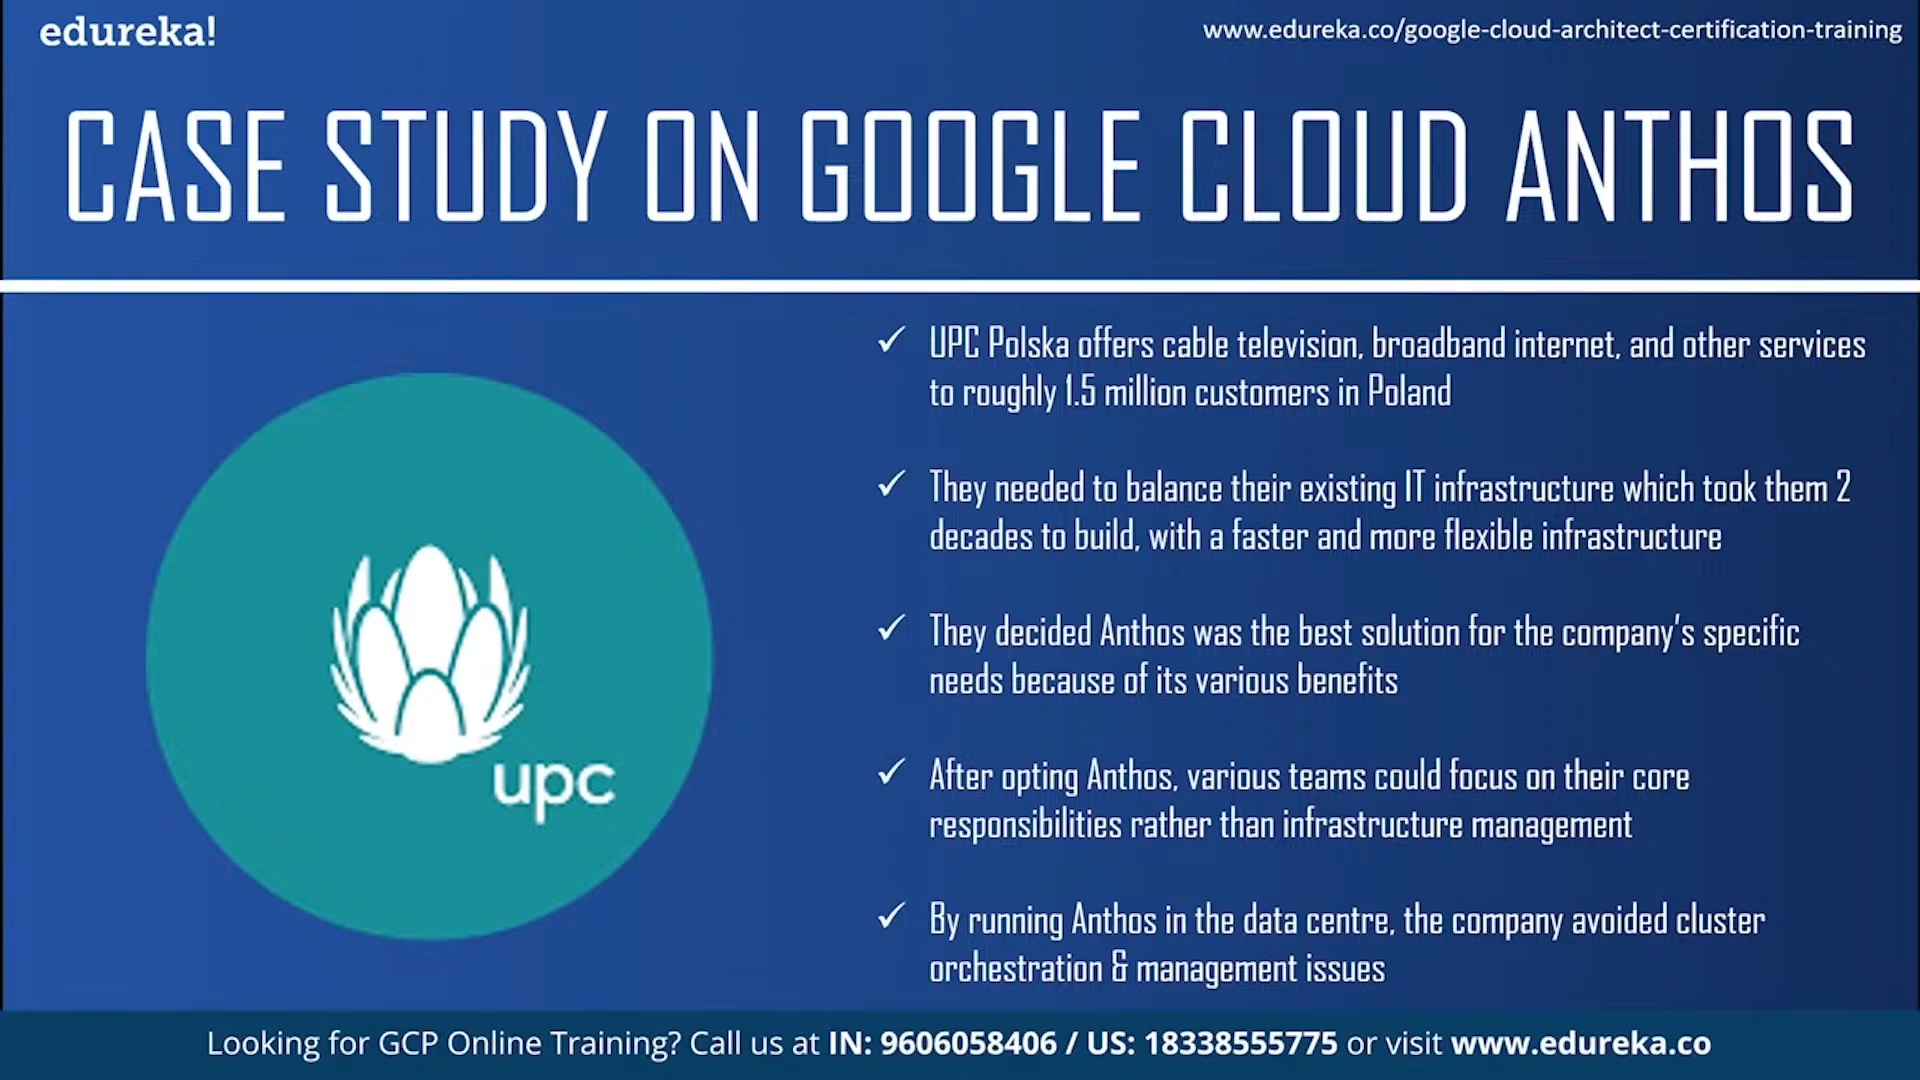 edureka!
www.edureka.co/google-cloud-architect-certification-training
CASE STUDY ON GOOGLE CLOUD ANTHOS
✓ UPC Polska offers cable television, broadband internet, and other services
to roughly 1.5 million customers in Poland
✓ They needed to balance their existing IT infrastructure which took them 2
decades to build, with a faster and more flexible infrastructure
✓ They decided Anthos was the best solution for the company's specific
needs because of its various benefits
✓ After opting Anthos, various teams could focus on their core
responsibilities rather than infrastructure management
✓ By running Anthos in the data centre, the company avoided cluster
orchestration & management issues
upc
Looking for GCP Online Training? Call us at IN: 9606058406 / US: 18338555775 or visit www.edureka.co